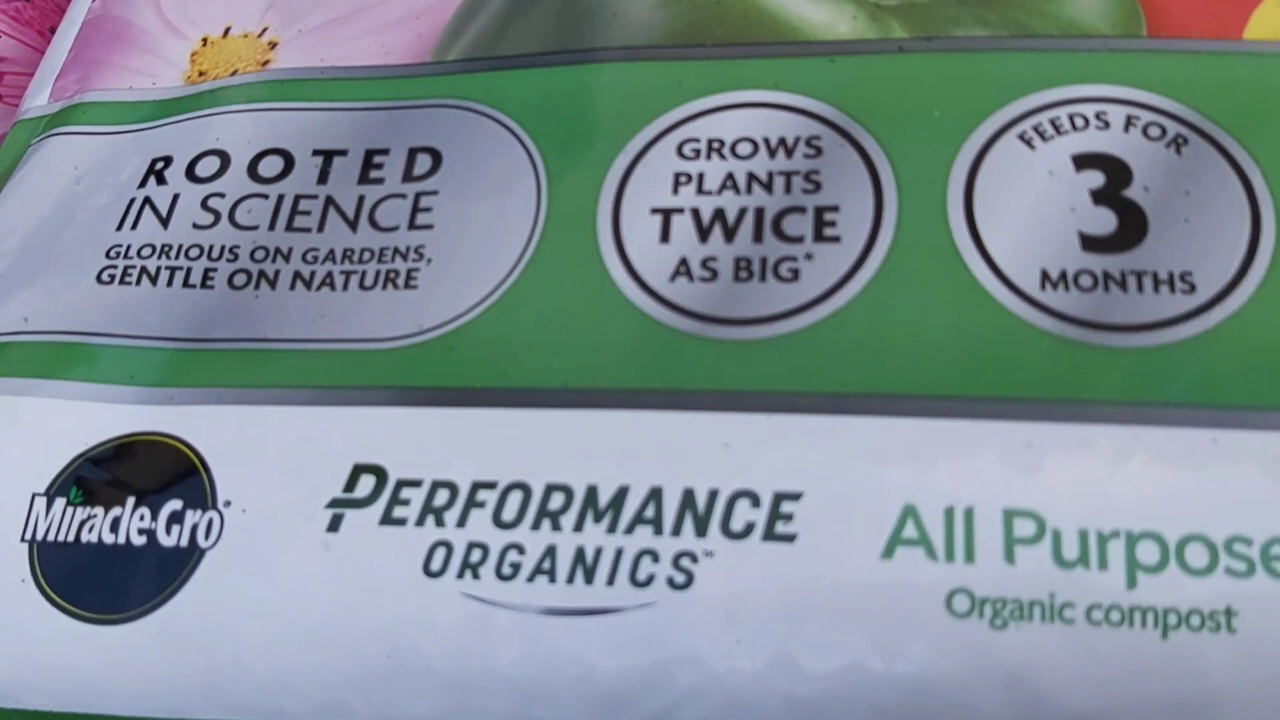 ROOTED
IN SCIENCE
GLORIOUS ON GARDENS,
GENTLE ON NATURE
GROWS
PLANTS
TWICE
AS BIG*
FEEDS FOR
3
MONTHS
Miracle-Gro
PERFORMANCE
ORGANICS™
All Purpose
Organic compost